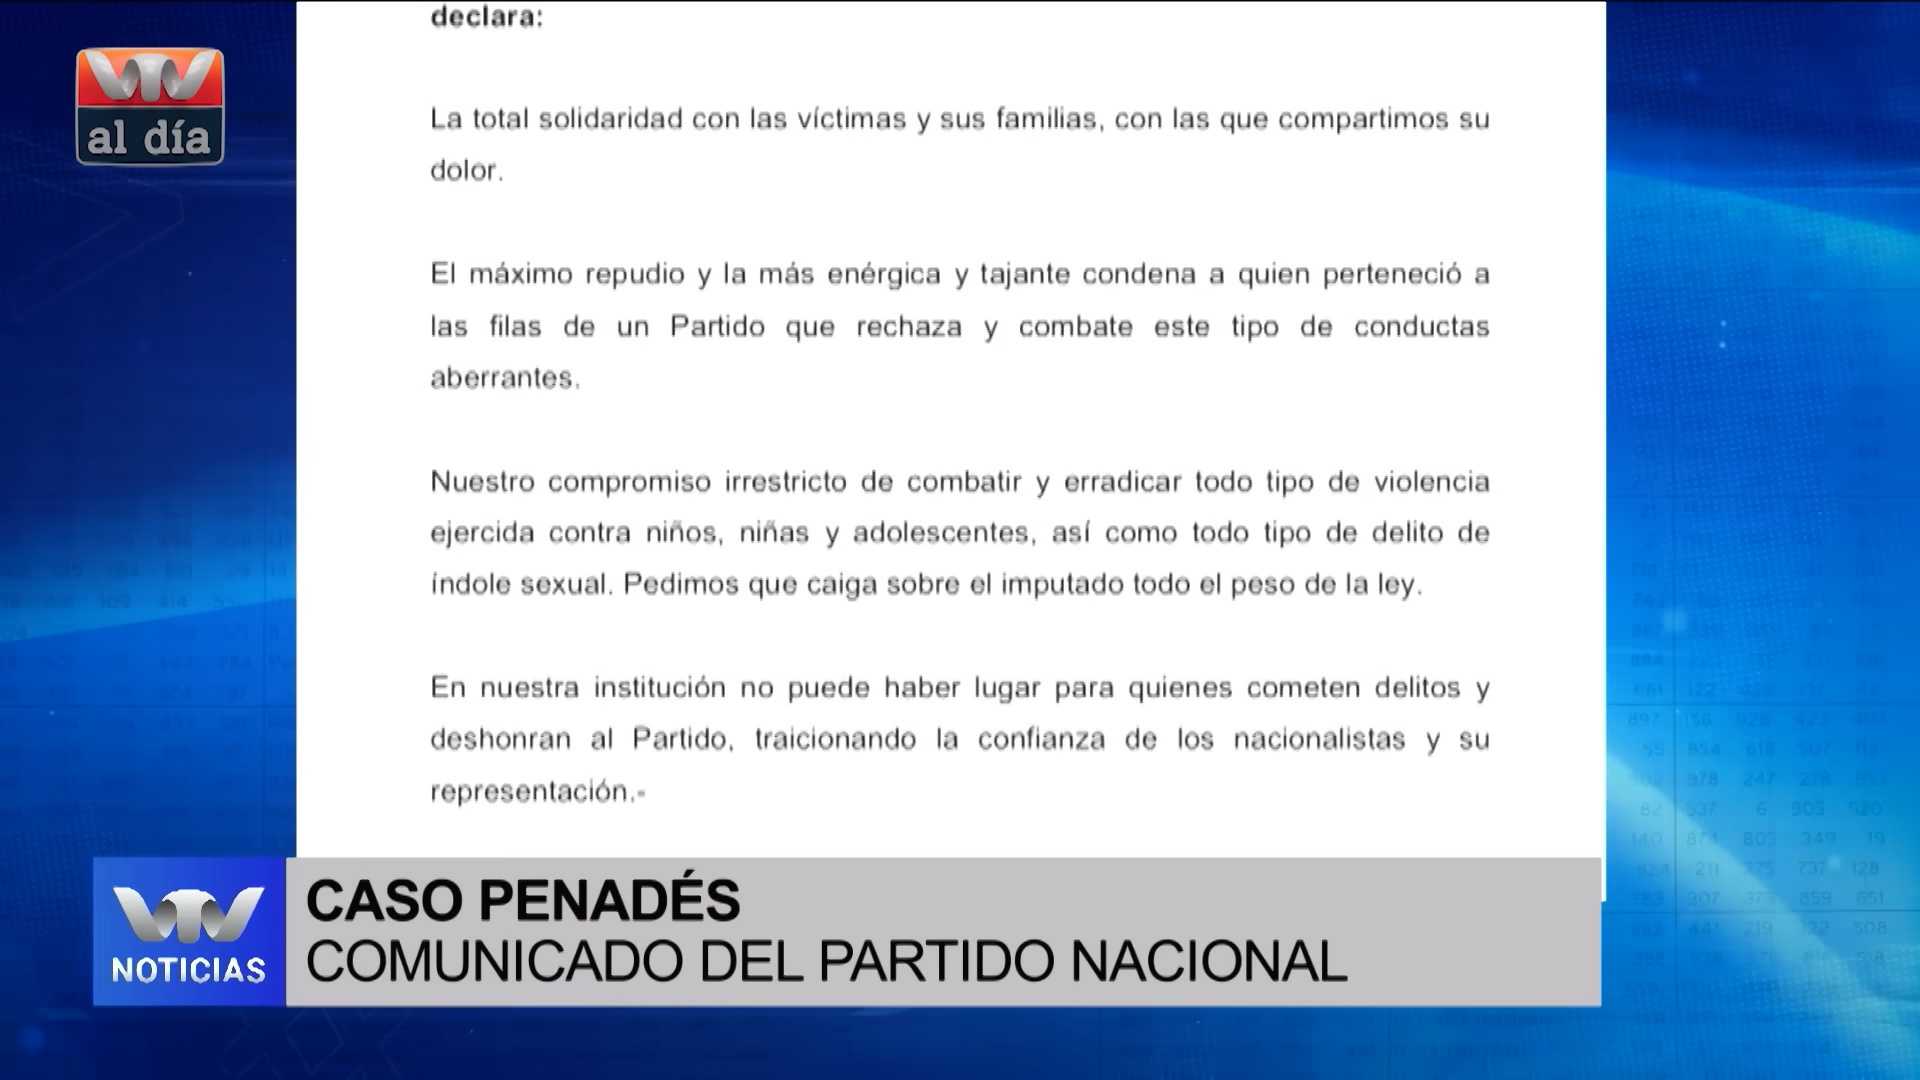 declara:
VTV
al día
La total solidaridad con las víctimas y sus familias, con las que compartimos su
dolor.
El máximo repudio y la más enérgica y tajante condena a quien perteneció a
las filas de un Partido que rechaza y combate este tipo de conductas
aberrantes.
Nuestro compromiso irrestricto de combatir y erradicar todo tipo de violencia
ejercida contra niños, niñas y adolescentes, así como todo tipo de delito de
índole sexual. Pedimos que caiga sobre el imputado todo el peso de la ley.
En nuestra institución no puede haber lugar para quienes cometen delitos y
deshonran al Partido, traicionando la confianza de los nacionalistas y su
representación.-
VTV
NOTICIAS
CASO PENADÉS
COMUNICADO DEL PARTIDO NACIONAL